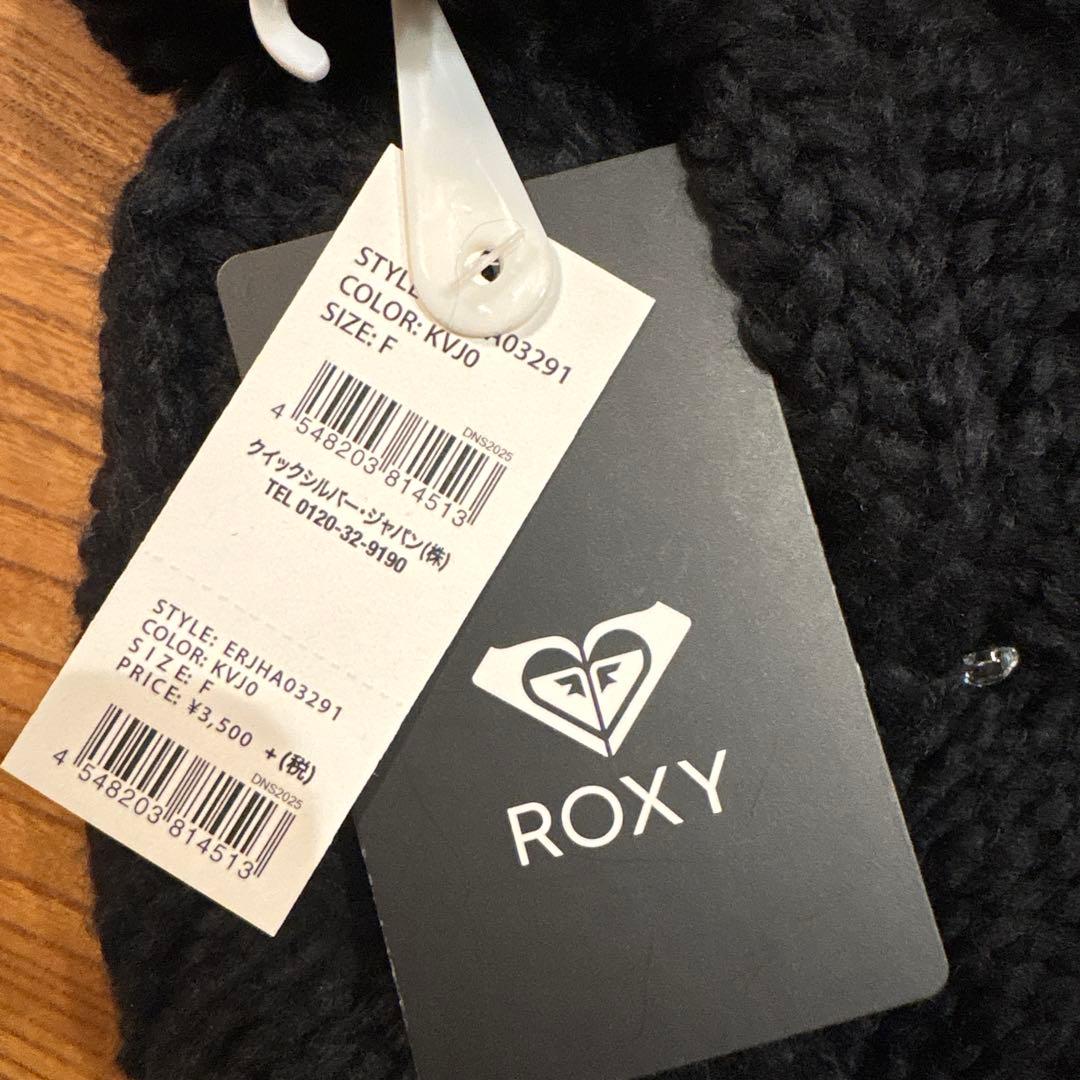 STYLE: ERJHA03291
COLOR: KVJ0
SIZE: F
DNS2025
4 548203 814513
クイックシルバー・ジャパン(株)
TEL 0120-32-9190
STYLE: ERJHA03291
COLOR: KVJ0
SIZE: F
PRICE: ¥3,500 +(税)
DNS2025
4 548203 814513
ROXY